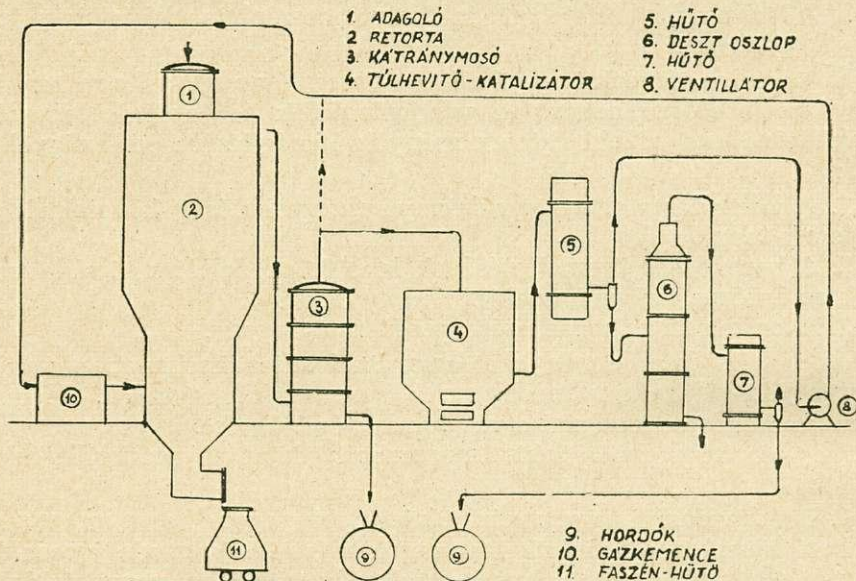 1. ADAGOLÓ
2 RETORTA
3. KÁTRÁNYMOSÓ
4. TÚLHEVITŐ-KATALIZÁTOR
5. HŰTŐ
6. DESZT OSZLOP
7. HŰTŐ
8. VENTILLÁTOR
1
2
3
4
5
6
7
8
10
11
9
9
9. HORDÓK
10. GÁZKEMENCE
11. FASZÉN-HŰTŐ